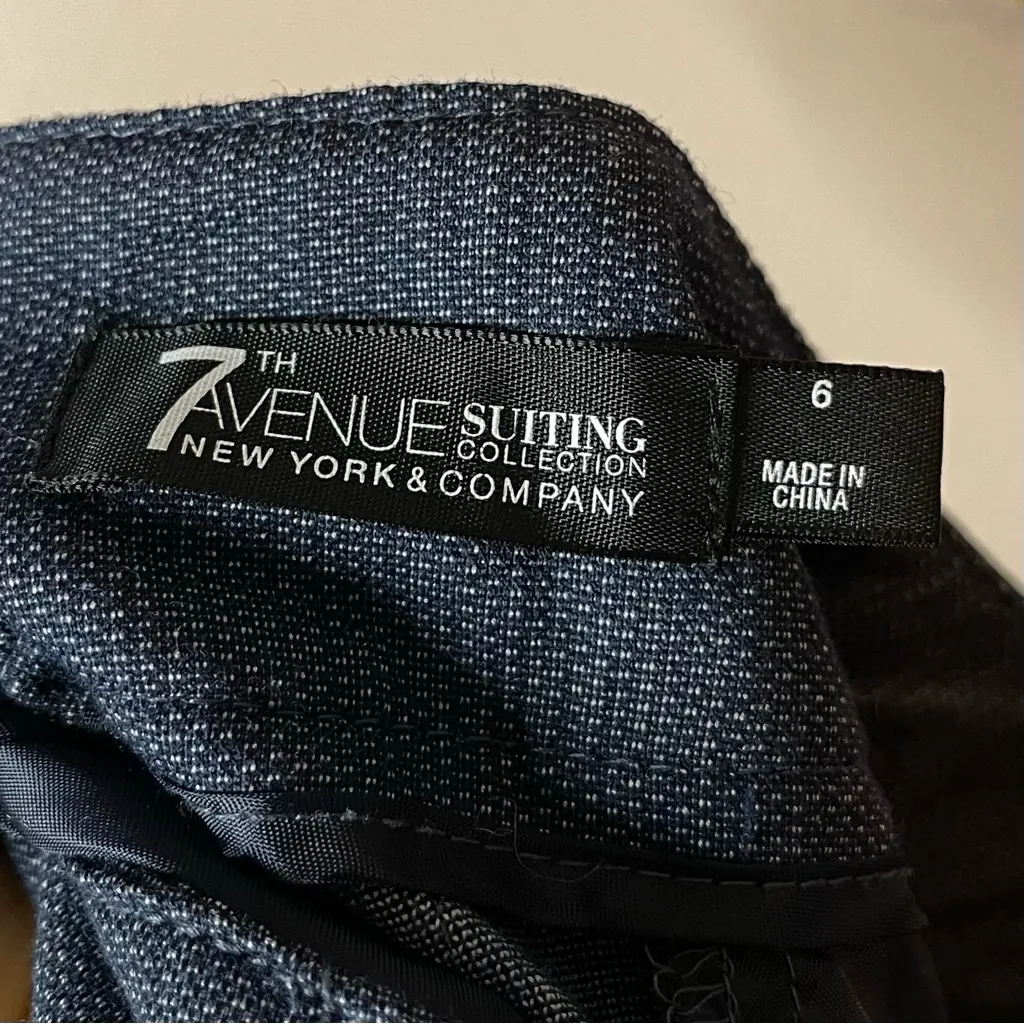 7TH
AVENUE SUITING
COLLECTION
NEW YORK & COMPANY
6
MADE IN
CHINA